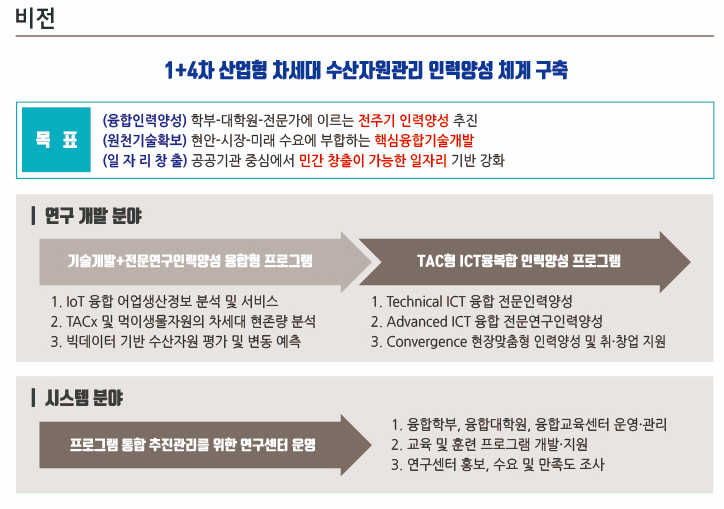 비전
1+4차 산업형 차세대 수산자원관리 인력양성 체계 구축
목 표
(융합인력양성) 학부-대학원-전문가에 이르는 전주기 인력양성 추진
(원천기술확보) 현안-시장-미래 수요에 부합하는 핵심융합기술개발
(일 자 리 창 출) 공공기관 중심에서 민간 창출이 가능한 일자리 기반 강화
연구 개발 분야
기술개발+전문연구인력양성 융합형 프로그램
1. IoT 융합 어업생산정보 분석 및 서비스
2. TACx 및 먹이생물자원의 차세대 현존량 분석
3. 빅데이터 기반 수산자원 평가 및 변동 예측
TAC형 ICT융복합 인력양성 프로그램
1. Technical ICT 융합 전문인력양성
2. Advanced ICT 융합 전문연구인력양성
3. Convergence 현장맞춤형 인력양성 및 취·창업 지원
시스템 분야
프로그램 통합 추진관리를 위한 연구센터 운영
1. 융합학부, 융합대학원, 융합교육센터 운영·관리
2. 교육 및 훈련 프로그램 개발·지원
3. 연구센터 홍보, 수요 및 만족도 조사